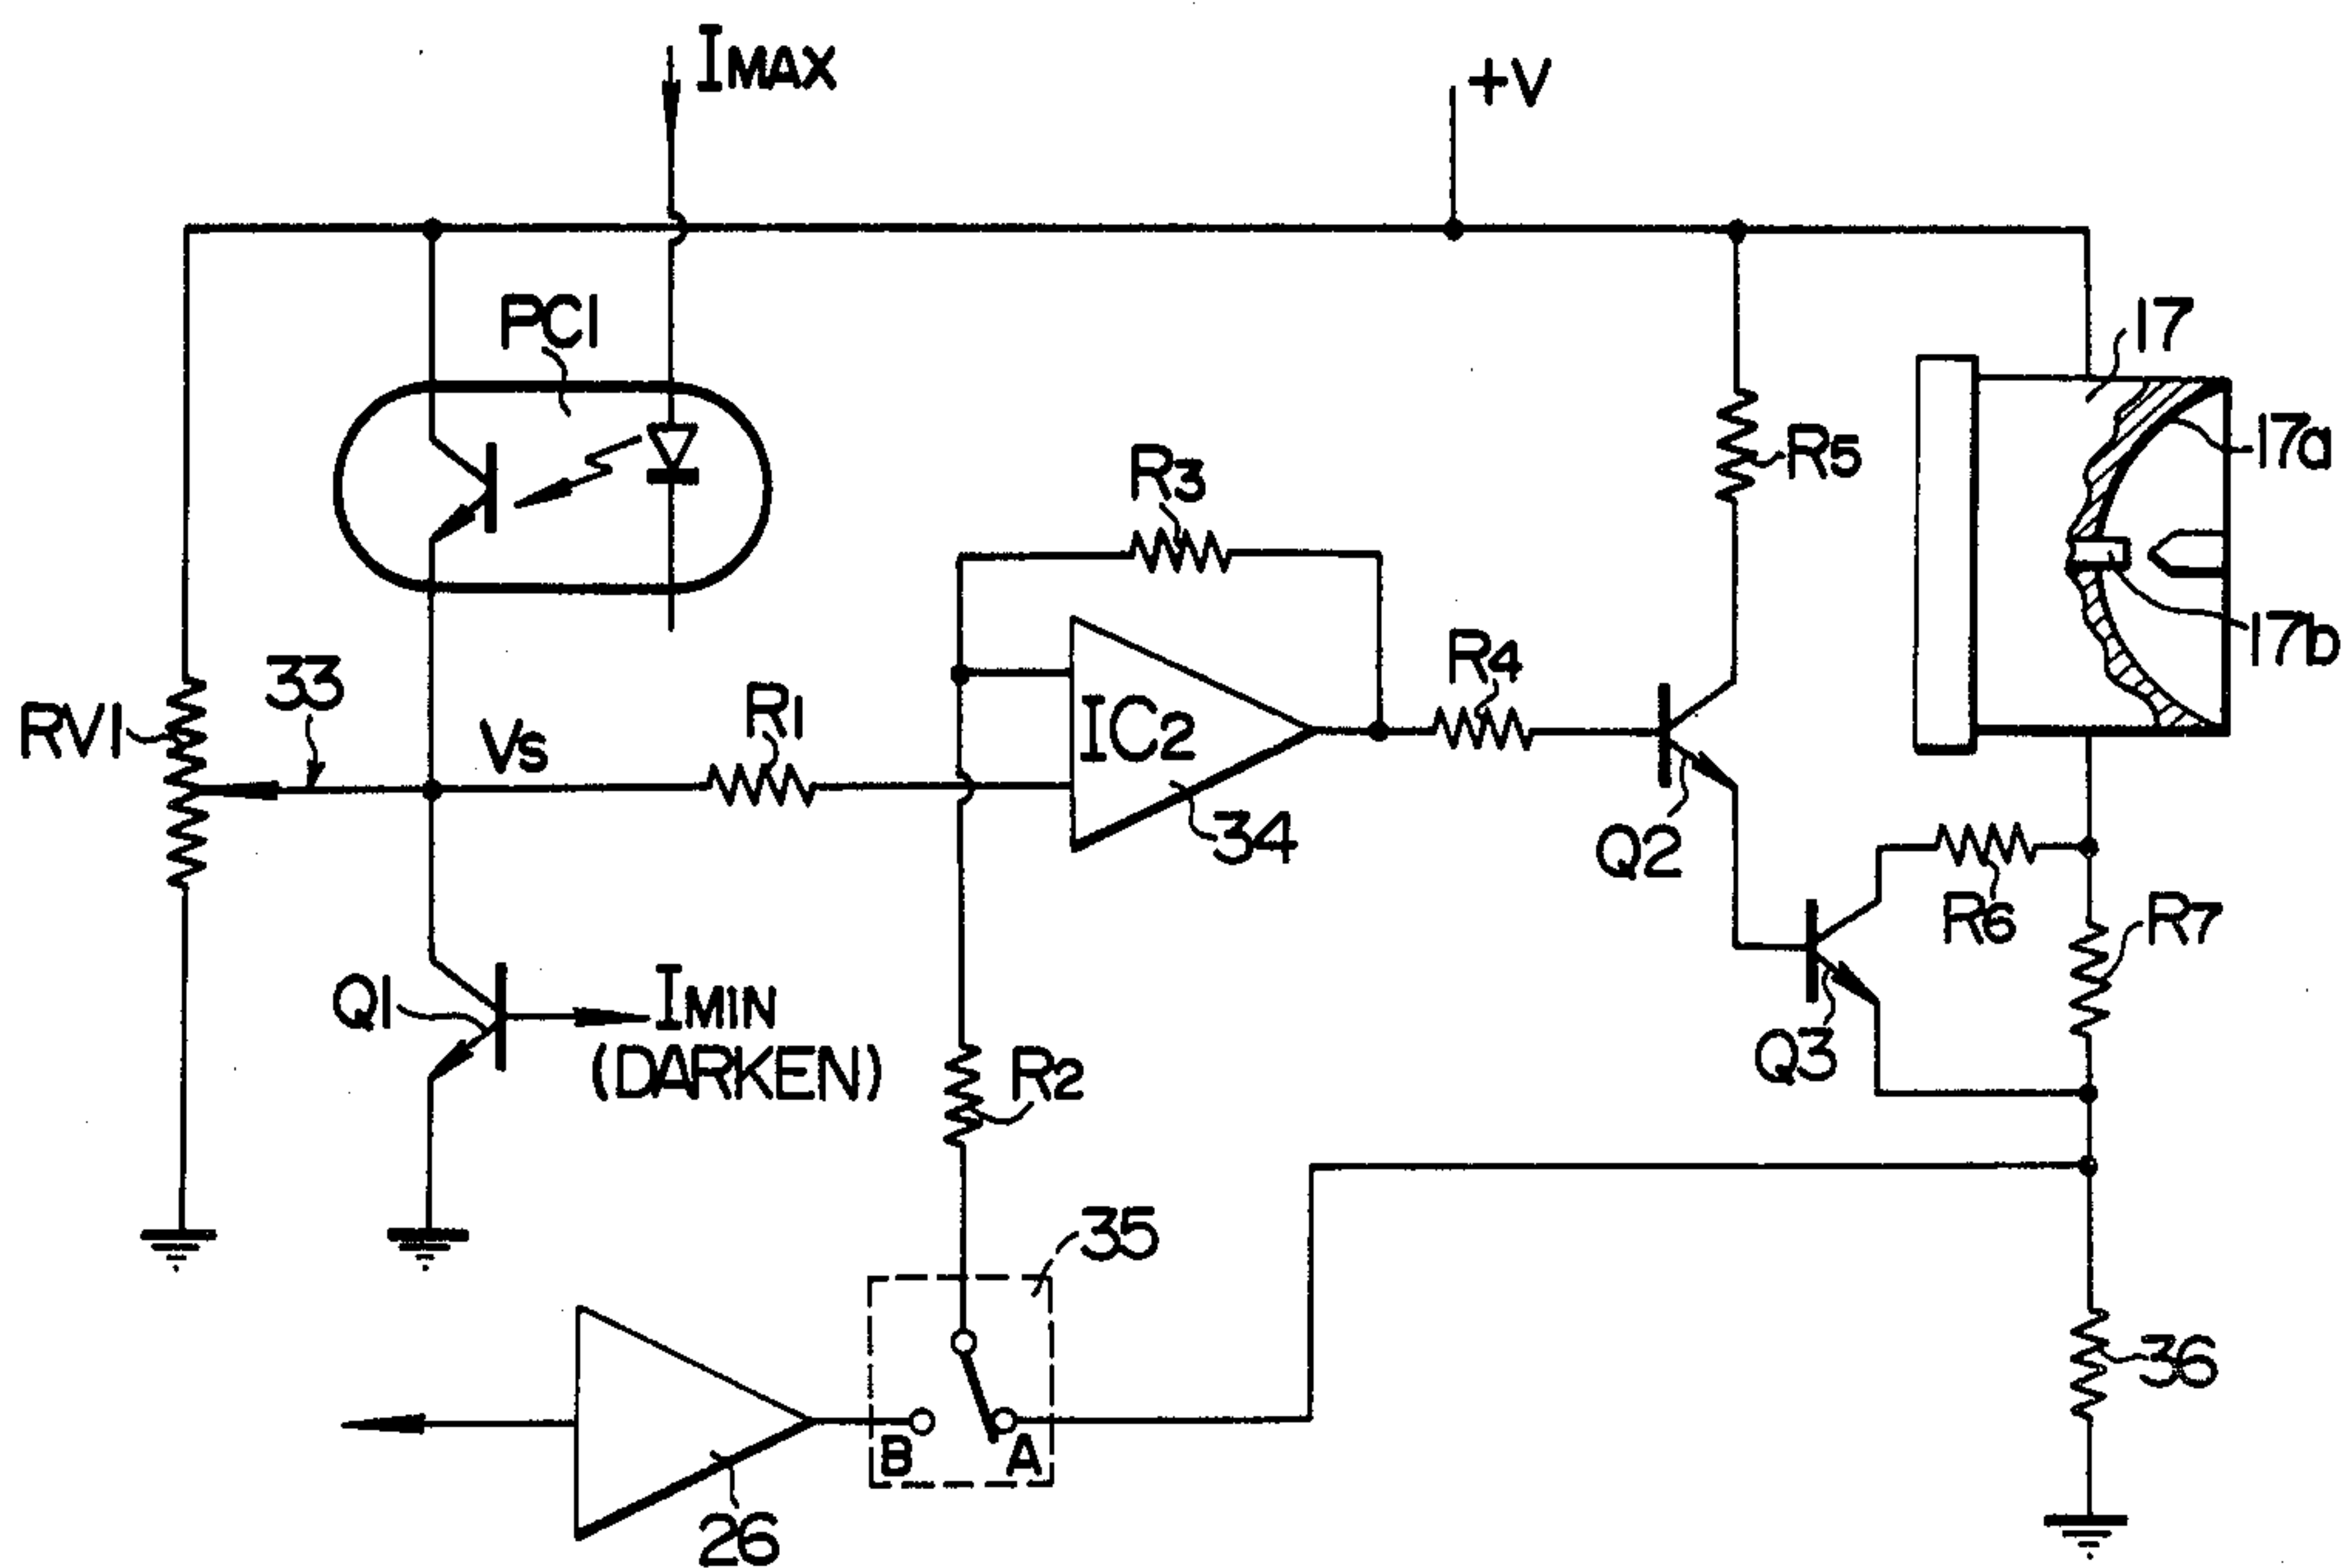 IMAX
+V
PC1
17
17a
R3
R5
17b
33
R1
R4
RV1
Vs
IC2
34
Q2
R6
R7
Q1
IMIN
(DARKEN)
R2
Q3
35
36
B
A
26